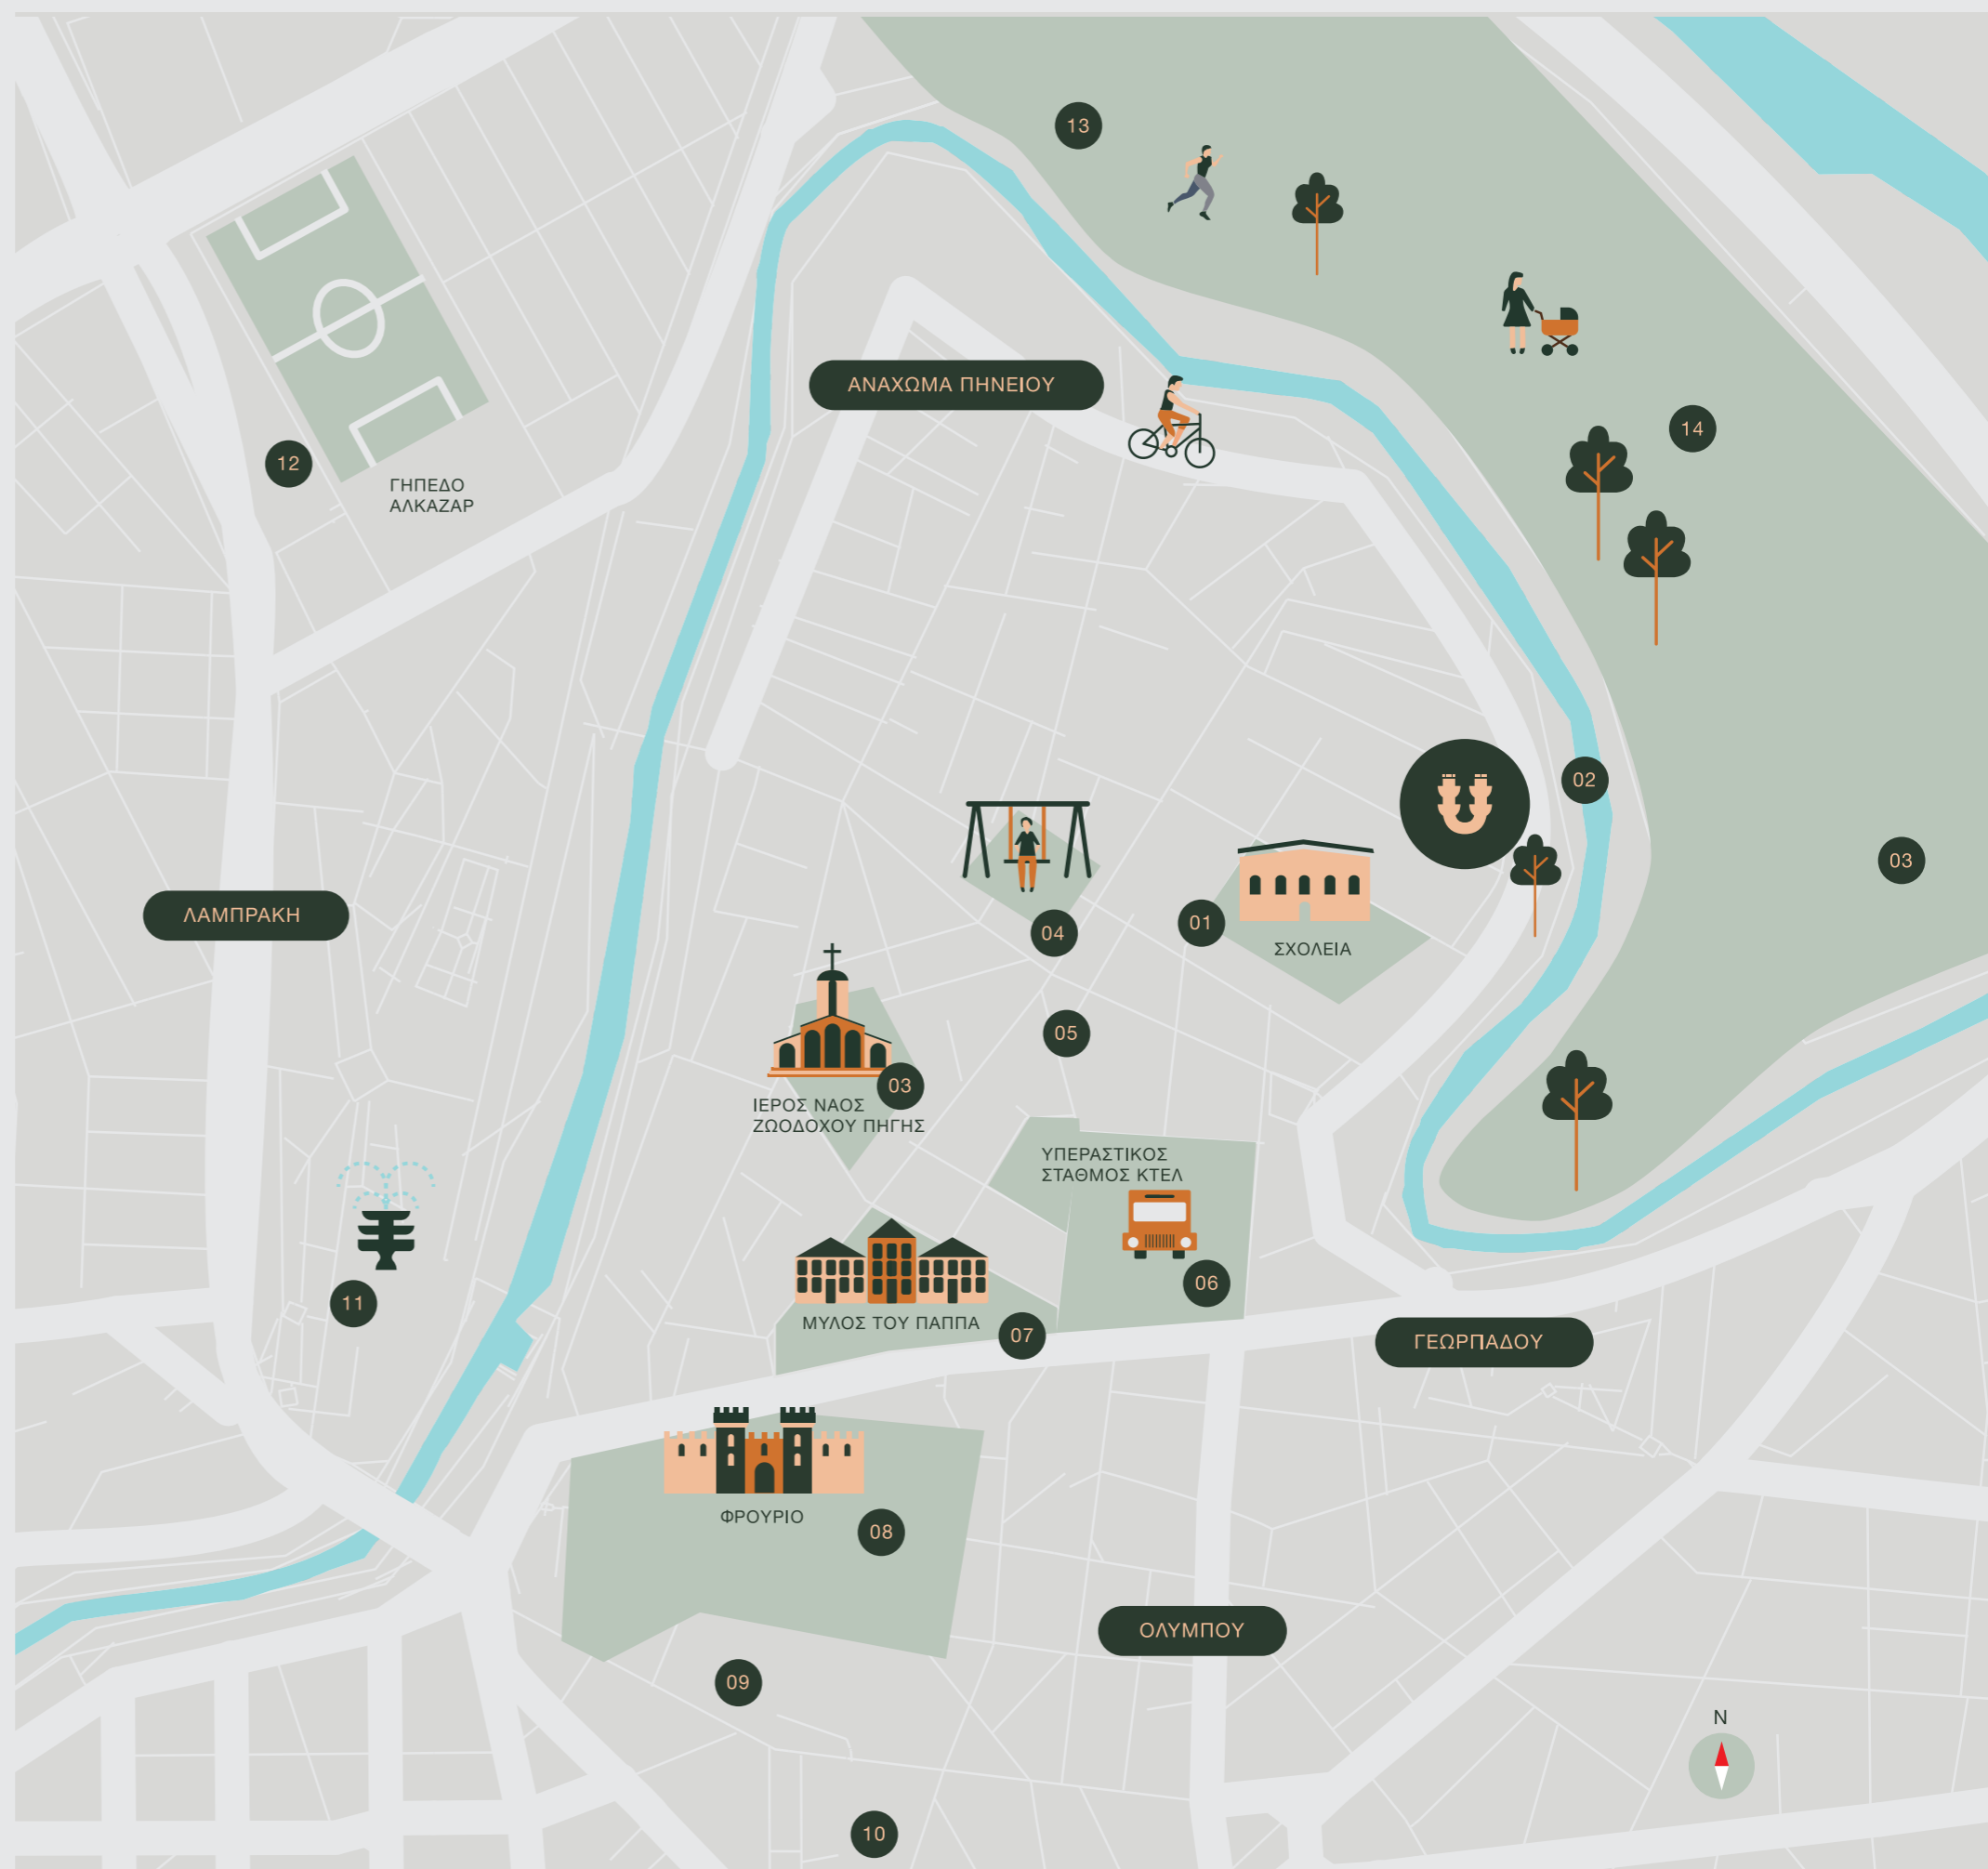 13
ΑΝΑΧΩΜΑ ΠΗΝΕΙΟΥ
14
12
ΓΗΠΕΔΟ
ΑΛΚΑΖΑΡ
02
03
ΛΑΜΠΡΑΚΗ
04
01
ΣΧΟΛΕΙΑ
05
03
ΙΕΡΟΣ ΝΑΟΣ
ΖΩΟΔΟΧΟΥ ΠΗΓΗΣ
ΥΠΕΡΑΣΤΙΚΟΣ
ΣΤΑΘΜΟΣ ΚΤΕΛ
06
11
ΜΥΛΟΣ ΤΟΥ ΠΑΠΠΑ
07
ΓΕΩΡΠΑΔΟΥ
ΦΡΟΥΡΙΟ
08
ΟΛΥΜΠΟΥ
09
N
10